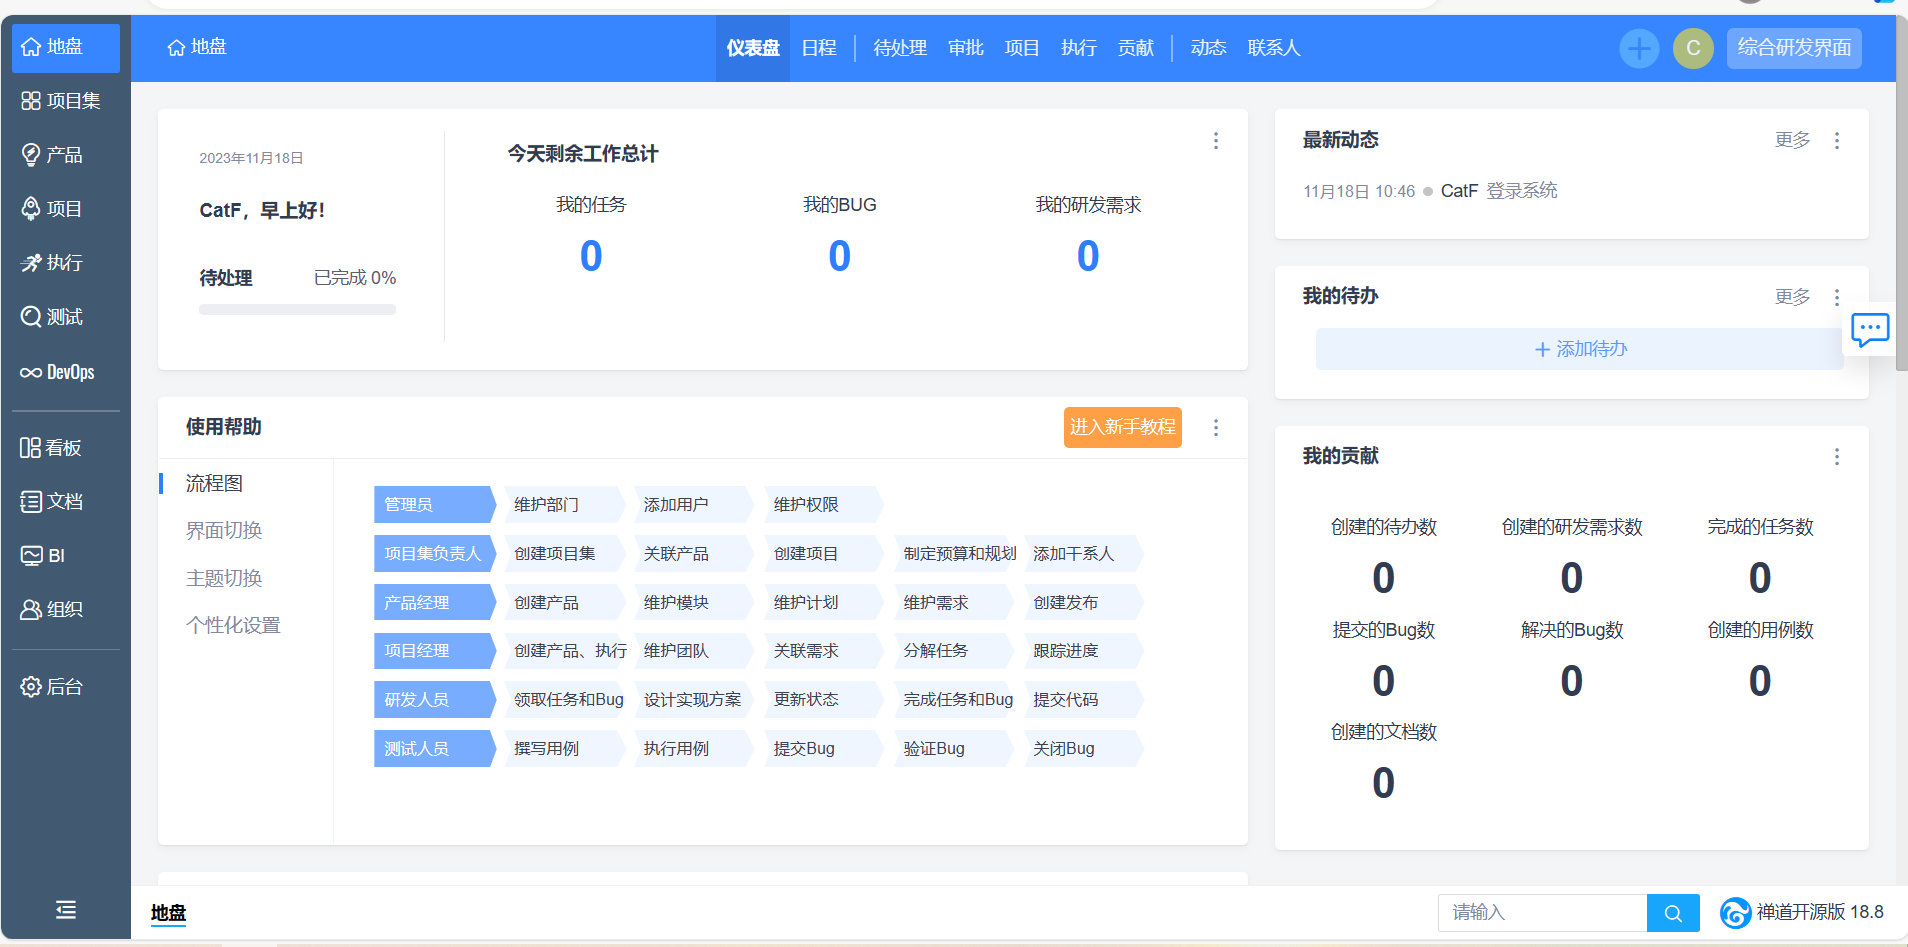 地盘
项目集
产品
项目
执行
测试
DevOps
看板
文档
BI
组织
后台
地盘
仪表盘 日程 待处理 审批 项目 执行 贡献 动态 联系人
C 综合研发界面
2023年11月18日
CatF，早上好！
待处理 已完成 0%
今天剩余工作总计
我的任务 我的BUG 我的研发需求
0 0 0
使用帮助 进入新手教程
流程图
界面切换
主题切换
个性化设置
管理员 维护部门 添加用户 维护权限
项目集负责人 创建项目集 关联产品 创建项目 制定预算和规划 添加干系人
产品经理 创建产品 维护模块 维护计划 维护需求 创建发布
项目经理 创建产品、执行 维护团队 关联需求 分解任务 跟踪进度
研发人员 领取任务和Bug 设计实现方案 更新状态 完成任务和Bug 提交代码
测试人员 撰写用例 执行用例 提交Bug 验证Bug 关闭Bug
最新动态 更多
11月18日 10:46 CatF 登录系统
我的待办 更多
+ 添加待办
我的贡献
创建的待办数 创建的研发需求数 完成的任务数
0 0 0
提交的Bug数 解决的Bug数 创建的用例数
0 0 0
创建的文档数
0
地盘
请输入
禅道开源版 18.8